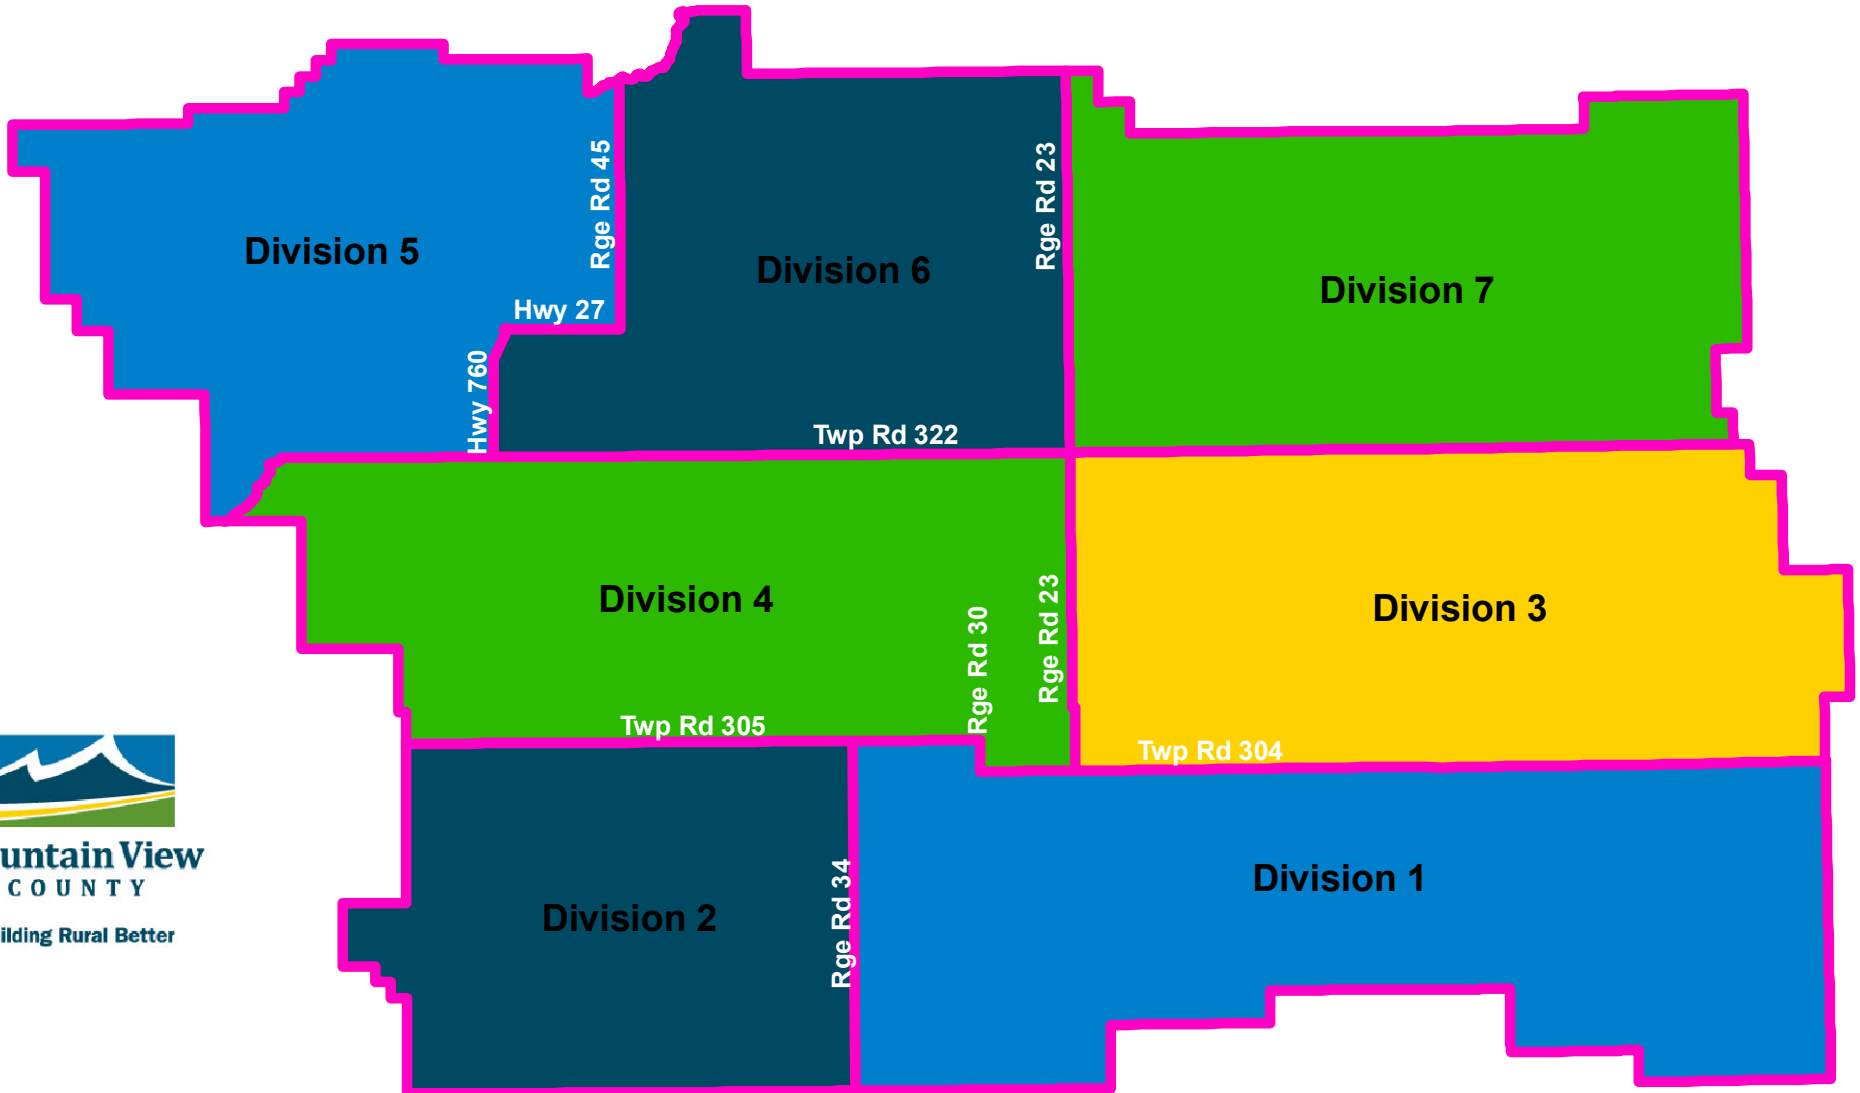 Rge Rd 45
Rge Rd 23
Division 5
Division 6
Division 7
Hwy 27
Hwy 760
Twp Rd 322
Division 4
Division 3
Rge Rd 30
Rge Rd 23
Twp Rd 305
Twp Rd 304
untain View
COUNTY
ilding Rural Better
Division 2
Rge Rd 34
Division 1